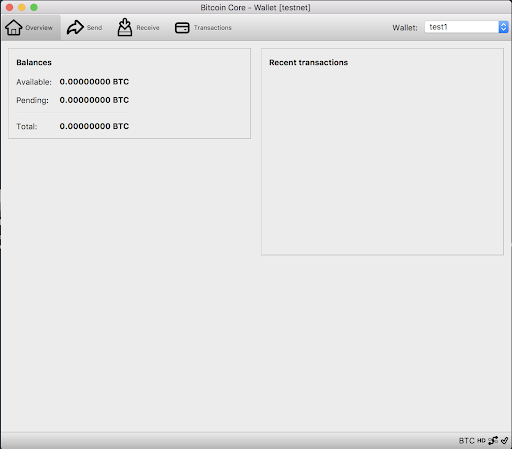 Bitcoin Core - Wallet [testnet]
Overview Send Receive Transactions Wallet: test1
Balances
Available: 0.00000000 BTC
Pending: 0.00000000 BTC
Total: 0.00000000 BTC
Recent transactions
BTC HD